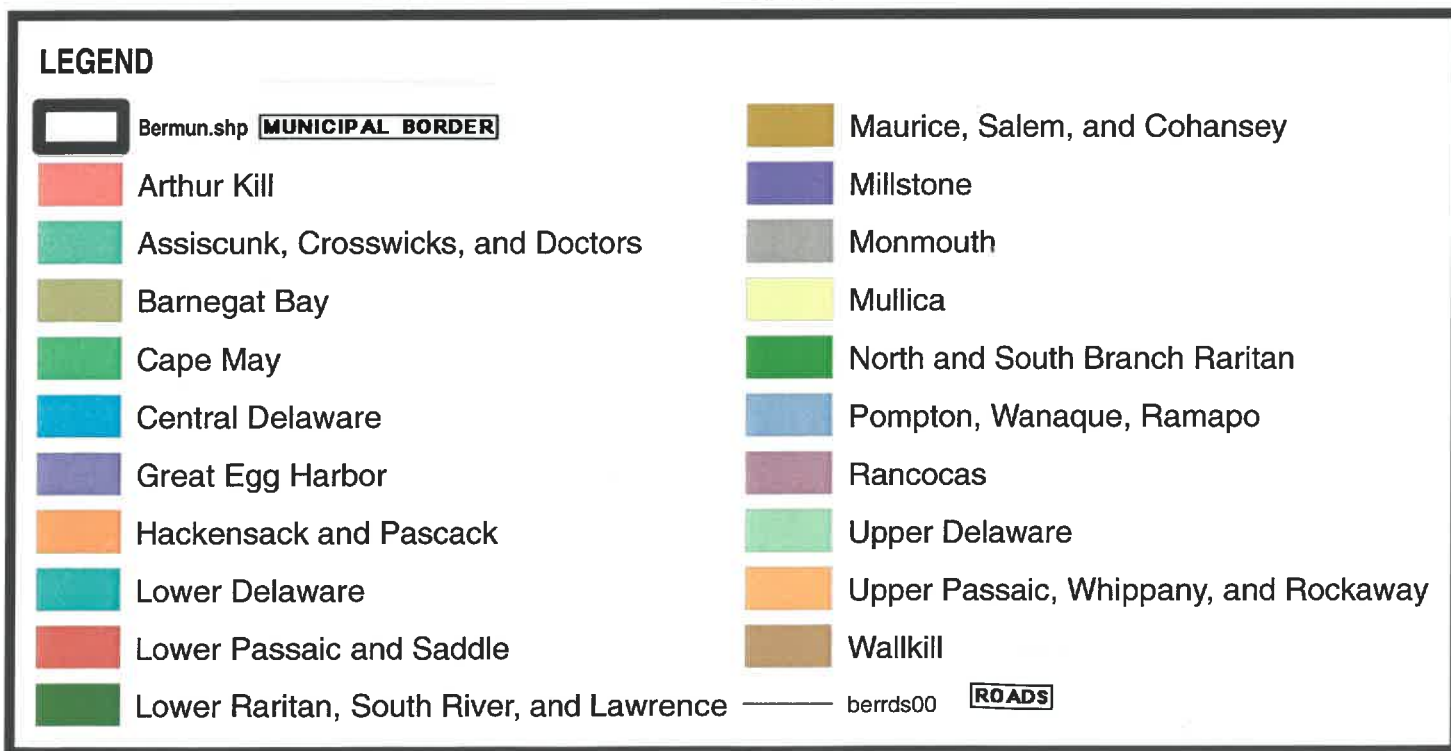 LEGEND
Bermun.shp MUNICIPAL BORDER
Arthur Kill
Assiscunk, Crosswicks, and Doctors
Barnegat Bay
Cape May
Central Delaware
Great Egg Harbor
Hackensack and Pascack
Lower Delaware
Lower Passaic and Saddle
Lower Raritan, South River, and Lawrence
Maurice, Salem, and Cohansey
Millstone
Monmouth
Mullica
North and South Branch Raritan
Pompton, Wanaque, Ramapo
Rancocas
Upper Delaware
Upper Passaic, Whippany, and Rockaway
Wallkill
berrds00 ROADS